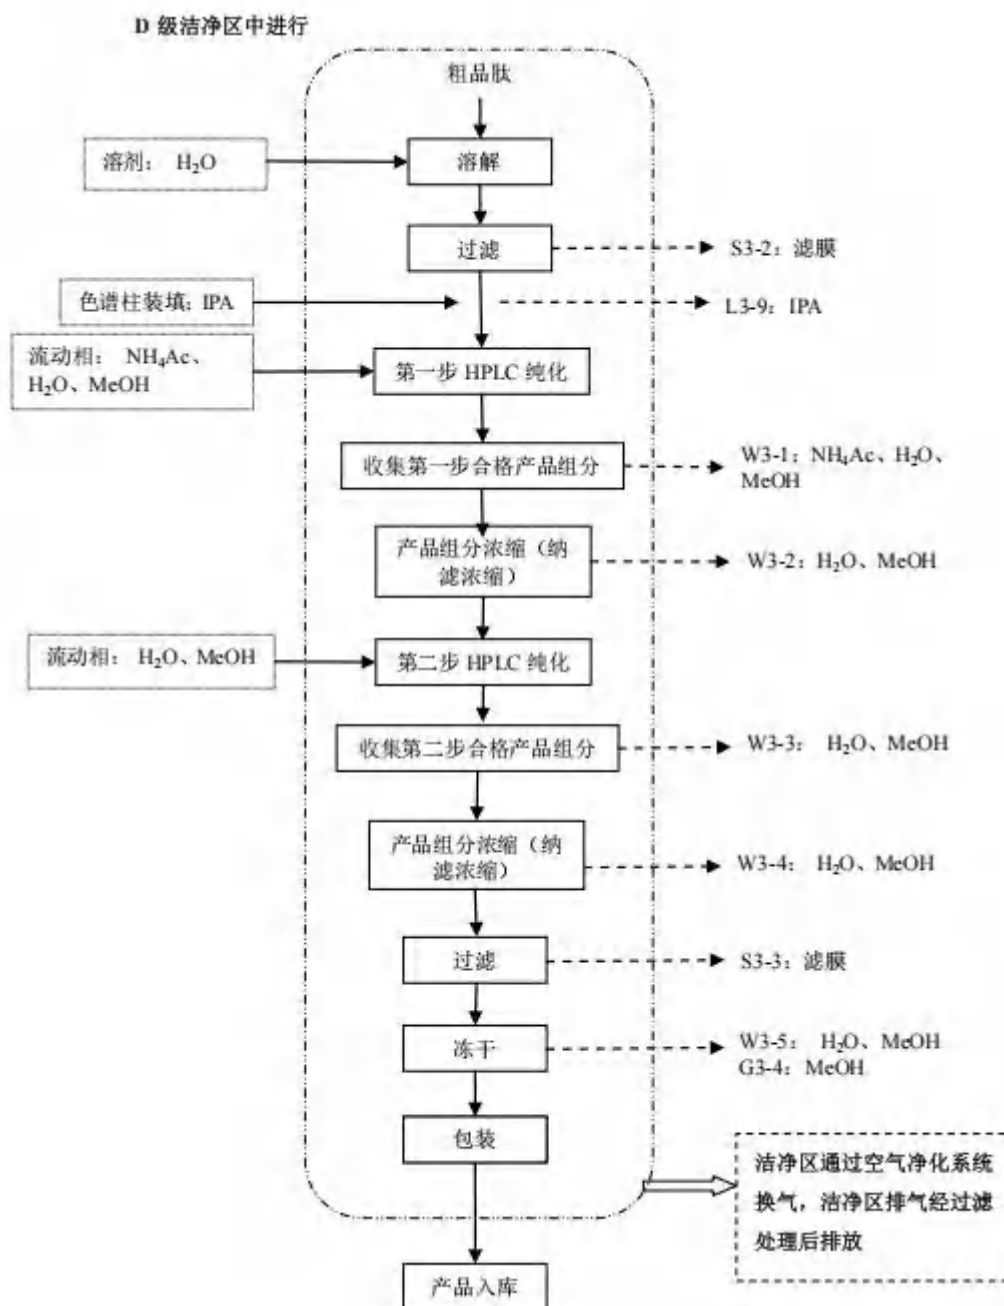 D 级洁净区中进行
粗品肽
溶剂： H₂O
溶解
过滤
S3-2：滤膜
色谱柱装填：IPA
L3-9：IPA
流动相： NH₄Ac、
H₂O、MeOH
第一步 HPLC 纯化
收集第一步合格产品组分
W3-1：NH₄Ac、H₂O、
MeOH
产品组分浓缩（纳
滤浓缩）
W3-2：H₂O、MeOH
流动相： H₂O、MeOH
第二步 HPLC 纯化
收集第二步合格产品组分
W3-3： H₂O、MeOH
产品组分浓缩（纳
滤浓缩）
W3-4： H₂O、MeOH
过滤
S3-3：滤膜
冻干
W3-5： H₂O、MeOH
G3-4：MeOH
包装
洁净区通过空气净化系统
换气，洁净区排气经过滤
处理后排放
产品入库